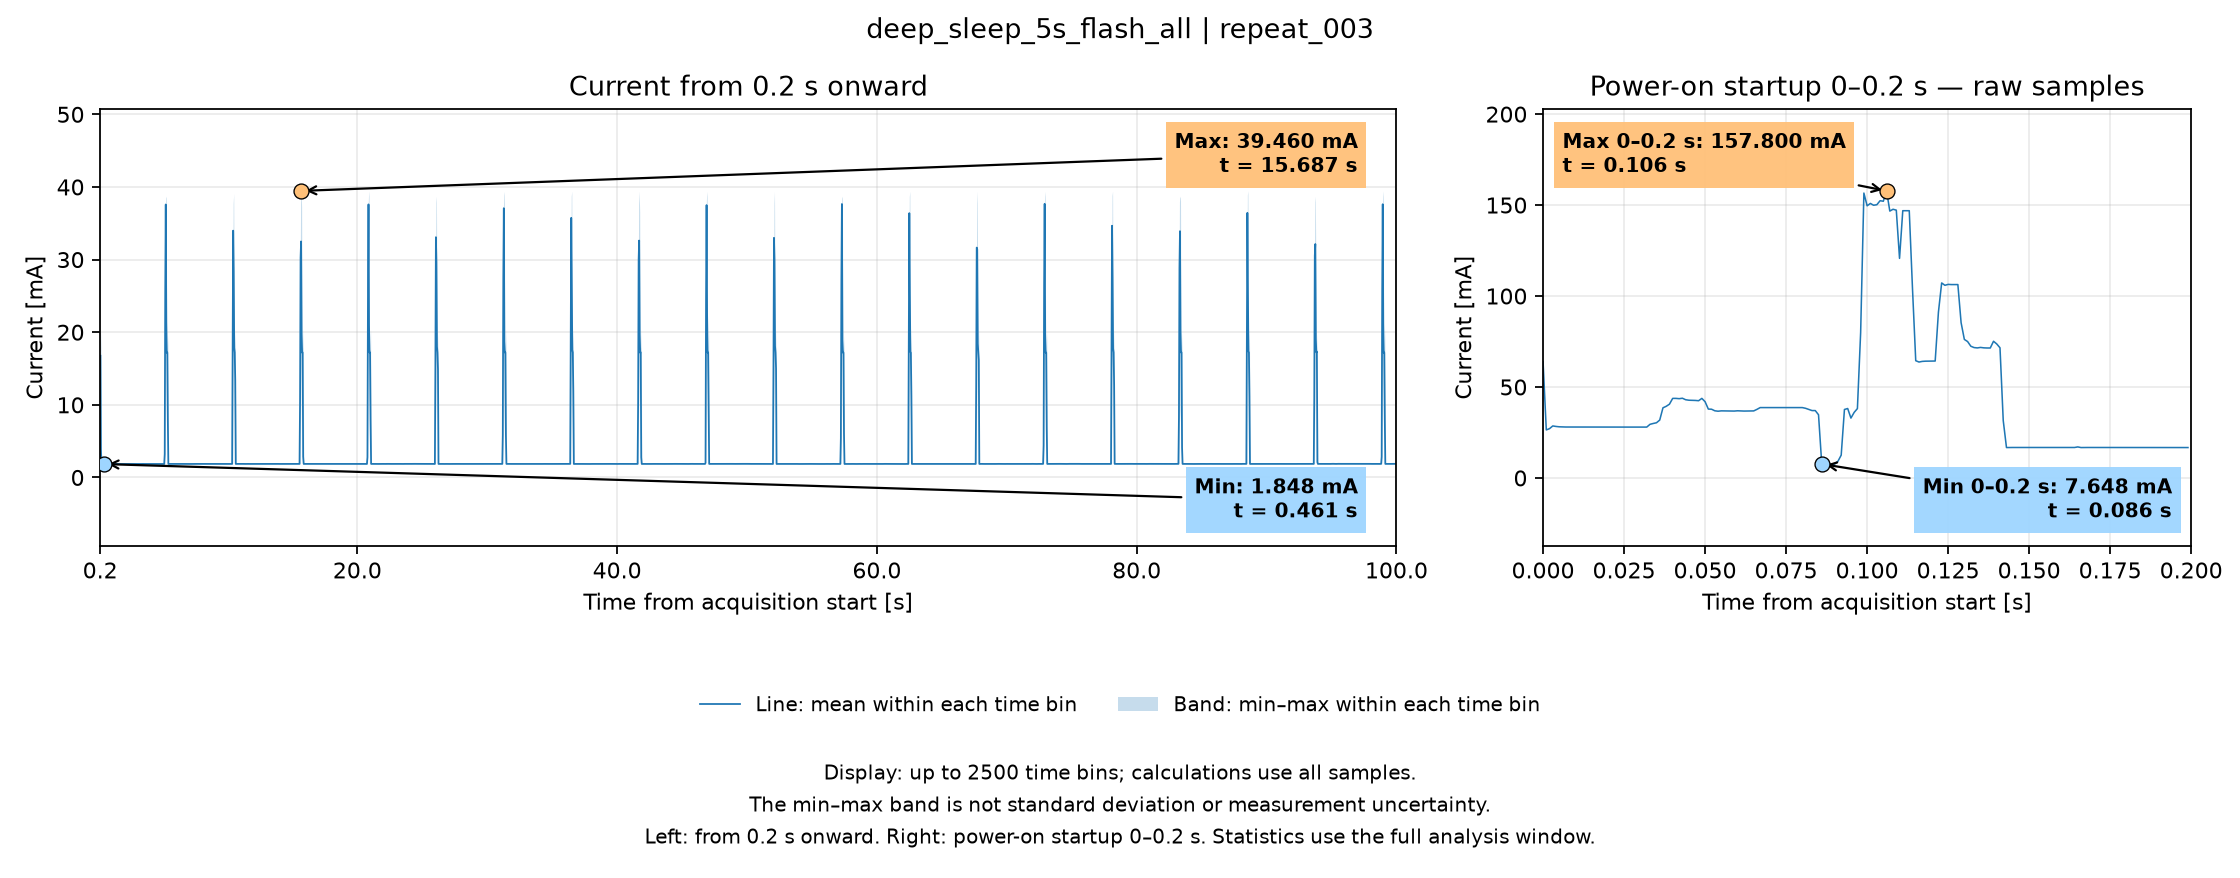 deep_sleep_5s_flash_all | repeat_003
Current from 0.2 s onward
50
40
30
20
10
0
Current [mA]
Max: 39.460 mA
t = 15.687 s
Min: 1.848 mA
t = 0.461 s
0.2
20.0
40.0
60.0
80.0
100.0
Time from acquisition start [s]
Power-on startup 0–0.2 s — raw samples
200
150
100
50
0
Current [mA]
Max 0–0.2 s: 157.800 mA
t = 0.106 s
Min 0–0.2 s: 7.648 mA
t = 0.086 s
0.000
0.025
0.050
0.075
0.100
0.125
0.150
0.175
0.200
Time from acquisition start [s]
Line: mean within each time bin
Band: min–max within each time bin
Display: up to 2500 time bins; calculations use all samples.
The min–max band is not standard deviation or measurement uncertainty.
Left: from 0.2 s onward. Right: power-on startup 0–0.2 s. Statistics use the full analysis window.